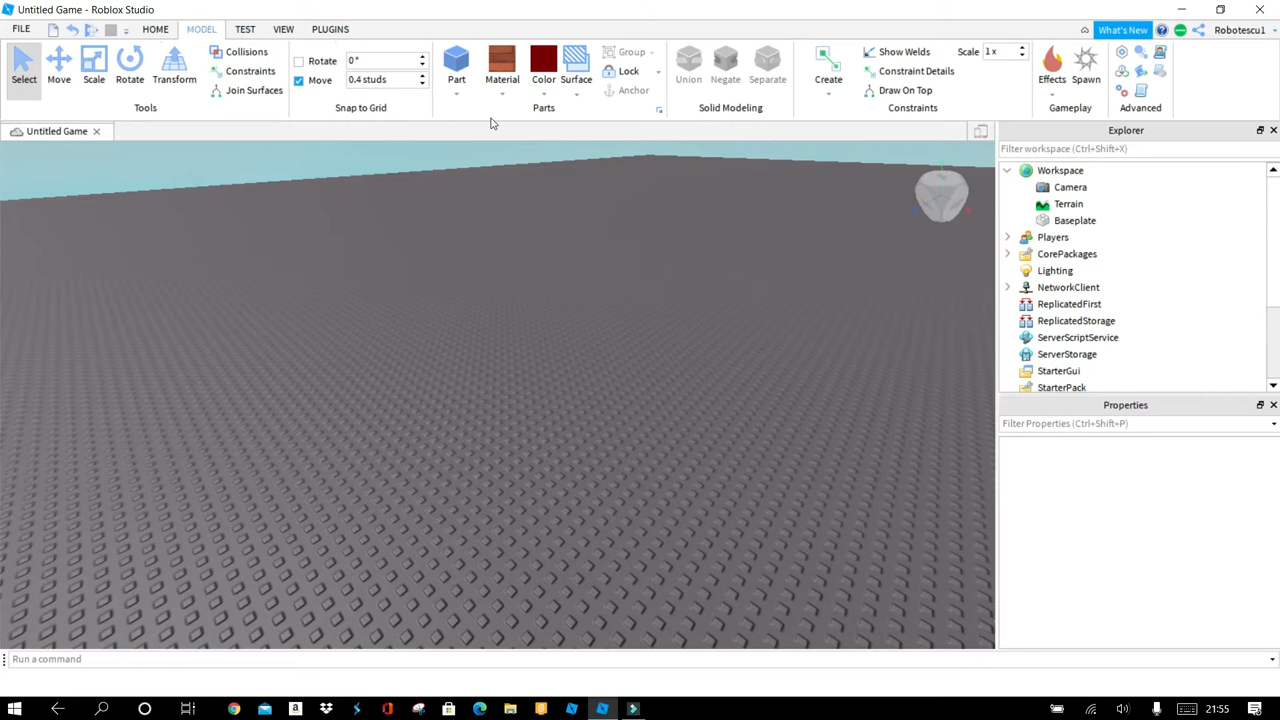 Untitled Game - Roblox Studio
FILE HOME MODEL TEST VIEW PLUGINS What's New Robotescu1
Select Move Scale Rotate Transform
Collisions
Constraints
Join Surfaces
Tools
Rotate 0°
Move 0.4 studs
Snap to Grid
Part Material Color Surface
Group
Lock
Anchor
Parts
Union Negate Separate
Solid Modeling
Create
Show Welds Scale 1 x
Constraint Details
Draw On Top
Constraints
Effects Spawn
Gameplay
Advanced
Untitled Game
Explorer
Filter workspace (Ctrl+Shift+X)
Workspace
Camera
Terrain
Baseplate
Players
CorePackages
Lighting
NetworkClient
ReplicatedFirst
ReplicatedStorage
ServerScriptService
ServerStorage
StarterGui
StarterPack
Properties
Filter Properties (Ctrl+Shift+P)
Run a command
21:55